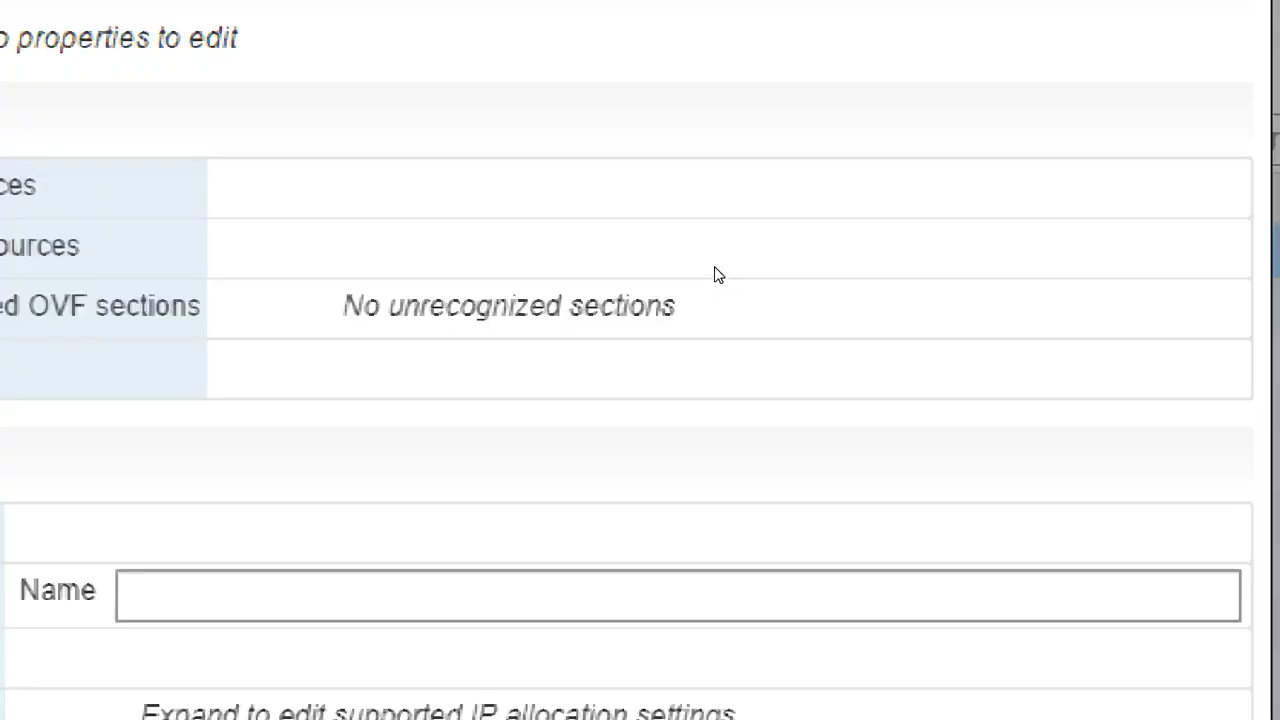 properties to edit
ces
ources
ed OVF sections No unrecognized sections
Name
Expand to edit supported IP allocation settings